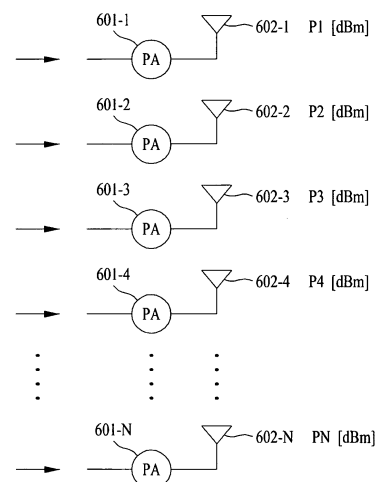 601-1
PA
602-1 P1 [dBm]
601-2
PA
602-2 P2 [dBm]
601-3
PA
602-3 P3 [dBm]
601-4
PA
602-4 P4 [dBm]
601-N
PA
602-N PN [dBm]